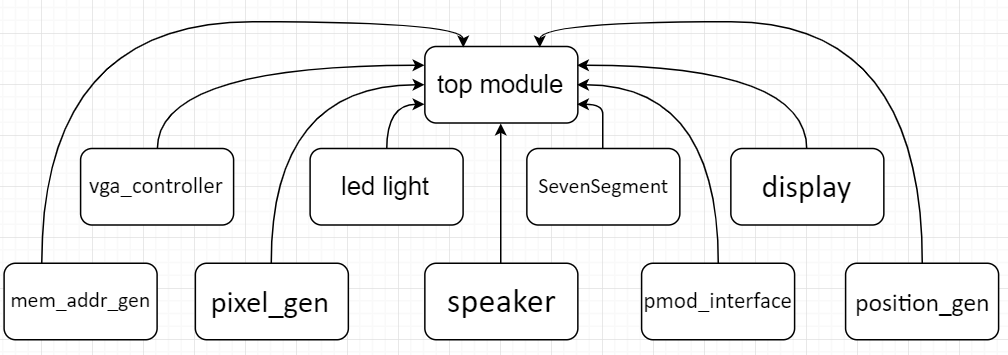 top module
vga_controller
led light
SevenSegment
display
mem_addr_gen
pixel_gen
speaker
pmod_interface
position_gen